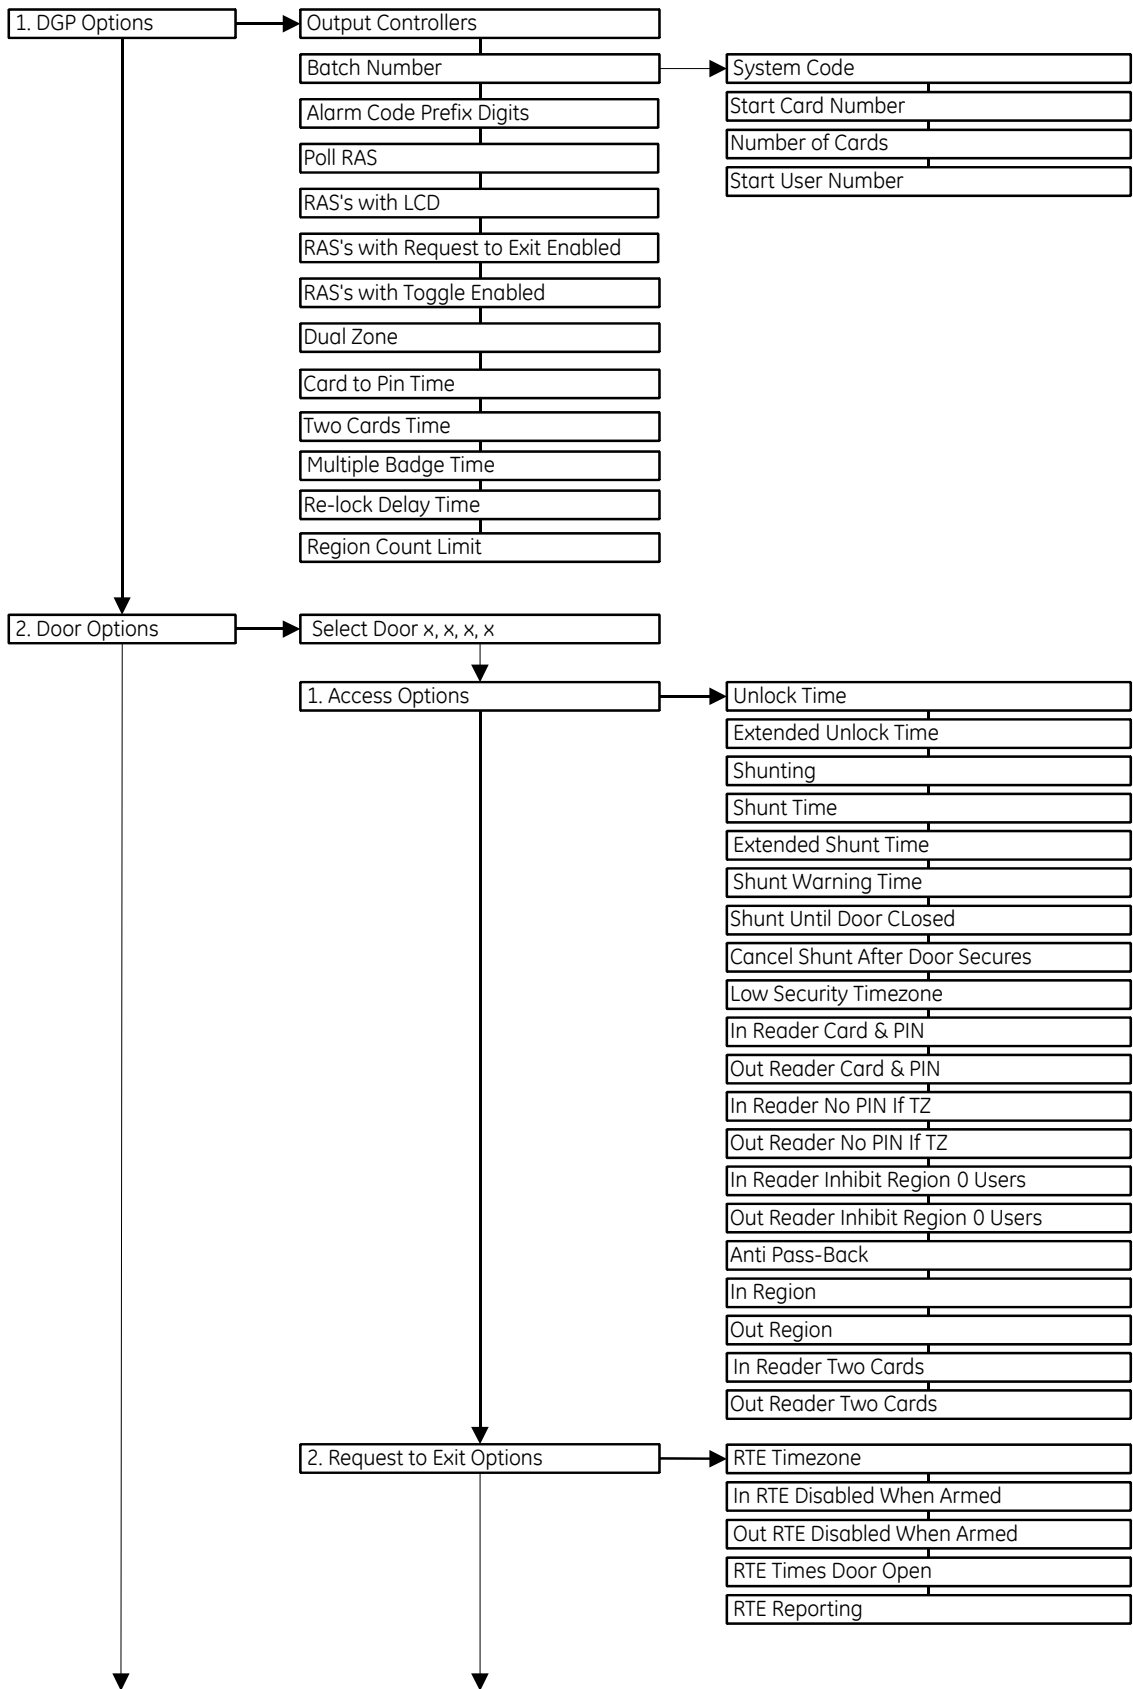 1. DGP Options
Output Controllers
Batch Number
System Code
Start Card Number
Number of Cards
Start User Number
Alarm Code Prefix Digits
Poll RAS
RAS's with LCD
RAS's with Request to Exit Enabled
RAS's with Toggle Enabled
Dual Zone
Card to Pin Time
Two Cards Time
Multiple Badge Time
Re-lock Delay Time
Region Count Limit
2. Door Options
Select Door x, x, x, x
1. Access Options
Unlock Time
Extended Unlock Time
Shunting
Shunt Time
Extended Shunt Time
Shunt Warning Time
Shunt Until Door CLosed
Cancel Shunt After Door Secures
Low Security Timezone
In Reader Card & PIN
Out Reader Card & PIN
In Reader No PIN If TZ
Out Reader No PIN If TZ
In Reader Inhibit Region 0 Users
Out Reader Inhibit Region 0 Users
Anti Pass-Back
In Region
Out Region
In Reader Two Cards
Out Reader Two Cards
2. Request to Exit Options
RTE Timezone
In RTE Disabled When Armed
Out RTE Disabled When Armed
RTE Times Door Open
RTE Reporting